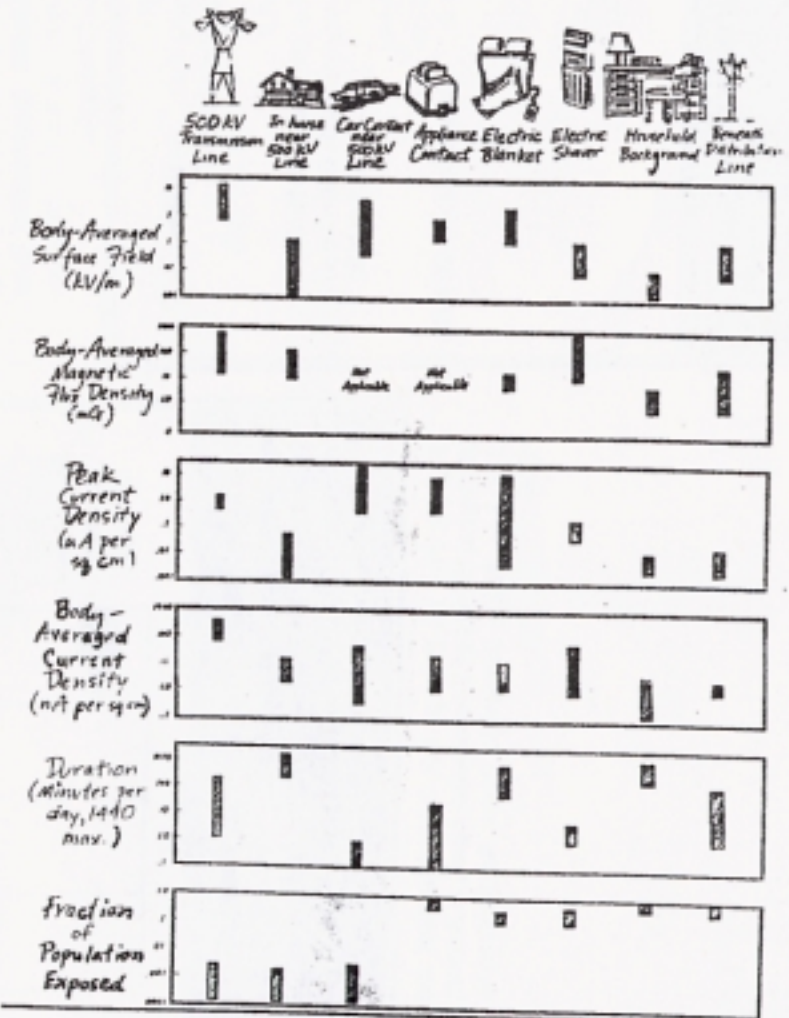 500 kV
Transmission
Line
In house
near
500 kV
Line
Car Contact
near
500 kV
Line
Appliance
Contact
Electric
Blanket
Electric
Shaver
Household
Background
Beneath
Distribution
Line
Body-Averaged
Surface Field
(kV/m)
Body-Averaged
Magnetic
Flux Density
(mG)
Not
Applicable
Not
Applicable
Peak
Current
Density
(uA per
sq cm)
Body-
Averaged
Current
Density
(nA per sq cm)
Duration
(Minutes per
day, 1440
max.)
Fraction
of
Population
Exposed